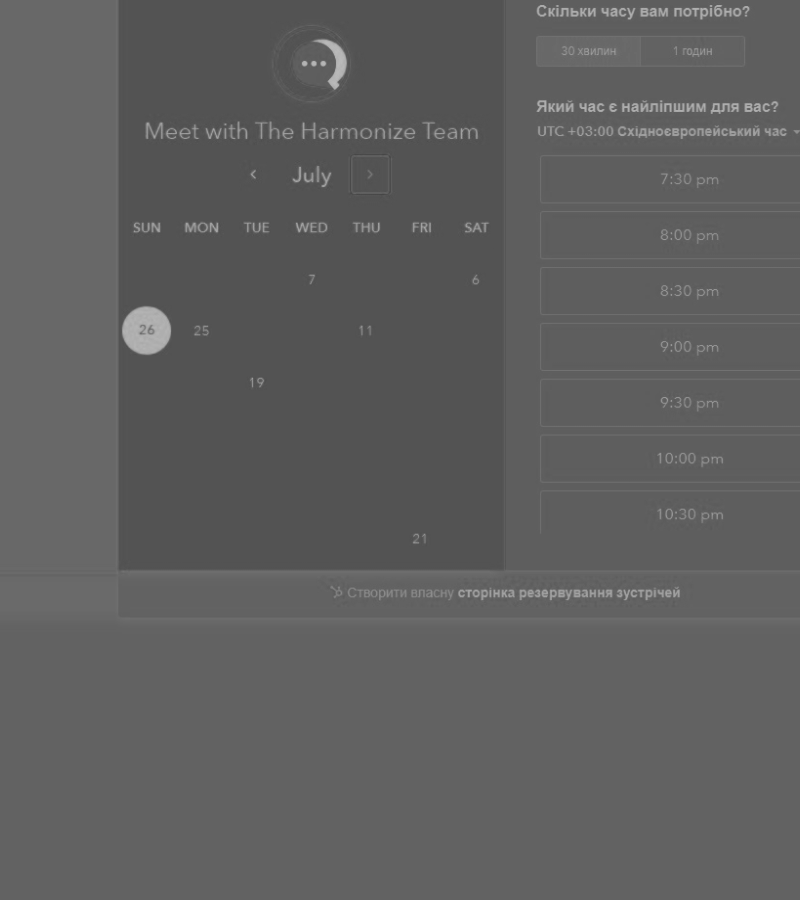 Meet with The Harmonize Team
July
SUN MON TUE WED THU FRI SAT
7 6
26 25 11
19
21
Скільки часу вам потрібно?
30 хвилин 1 годин
Який час є найліпшим для вас?
UTC +03:00 Східноєвропейський час
7:30 pm
8:00 pm
8:30 pm
9:00 pm
9:30 pm
10:00 pm
10:30 pm
Створити власну сторінка резервування зустрічей